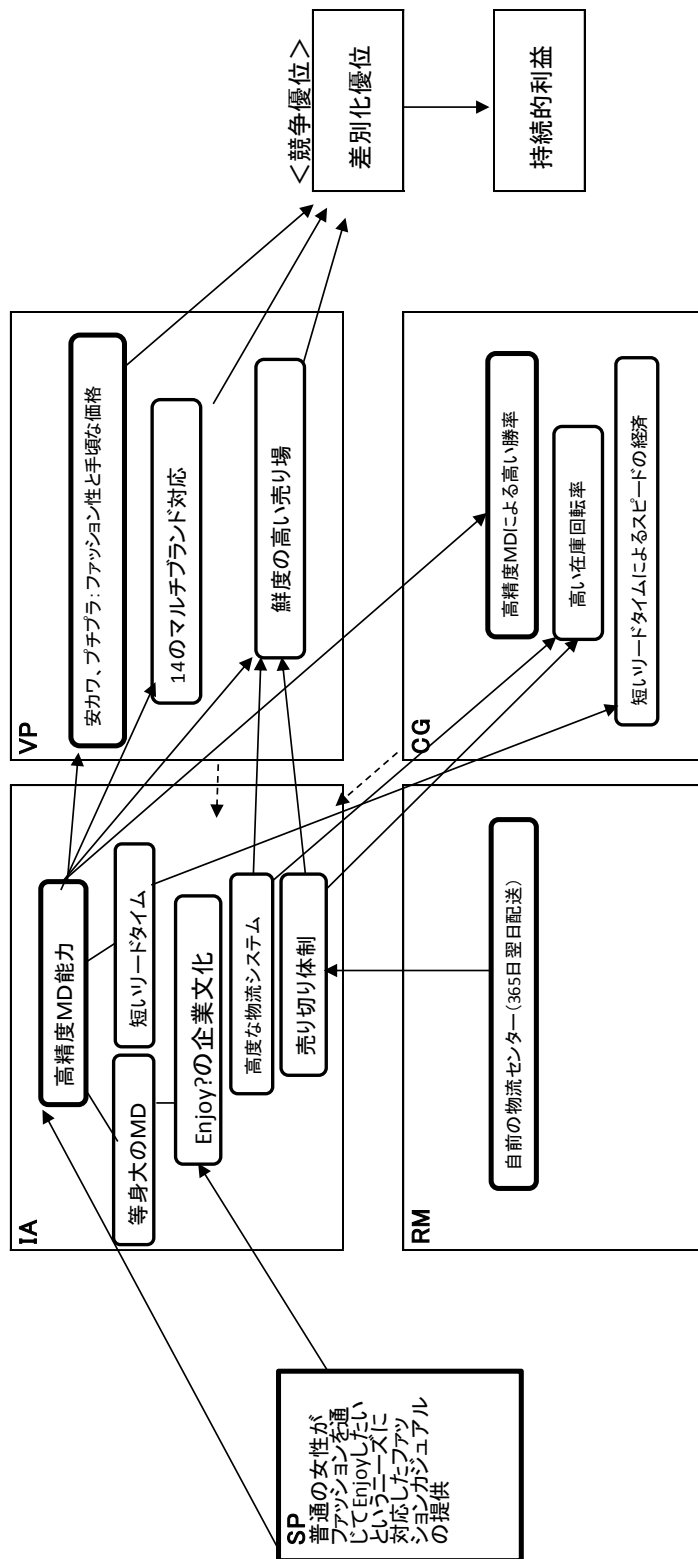 SP
普通の女性が
ファッションを通
じてEnjoyしたい
というニーズに
対応したファッ
ションカジュアル
の提供
IA
高精度MD能力
等身大のMD
短いリードタイム
Enjoy?の企業文化
高度な物流システム
売り切り体制
RM
自前の物流センター(365日翌日配送)
VP
安カワ、プチプラ:ファッション性と手頃な価格
14のマルチブランド対応
鮮度の高い売り場
CG
高精度MDによる高い勝率
高い在庫回転率
短いリードタイムによるスピードの経済
<競争優位>
差別化優位
持続的利益